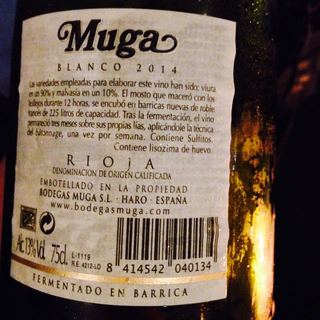 Muga
BLANCO 2014
Las variedades empleadas para elaborar este vino han sido: viura
en un 90% y malvasía en un 10%. El mosto que maceró con los
hollejos durante 12 horas, se encubó en barricas nuevas de roble
francés de 225 litros de capacidad. Tras la fermentación, el vino
permaneció tres meses sobre sus propias lías, aplicándole la técnica
del bâtonnage, una vez por semana. Contiene Sulfitos.
Contiene lisozima de huevo.
RIOJA
DENOMINACION DE ORIGEN CALIFICADA
EMBOTELLADO EN LA PROPIEDAD
BODEGAS MUGA S.L - HARO - ESPAÑA
www.bodegasmuga.com
Alc.13%Vol. 75cl. L-1119
R.E. 4212-LO
8 414542 040134
FERMENTADO EN BARRICA